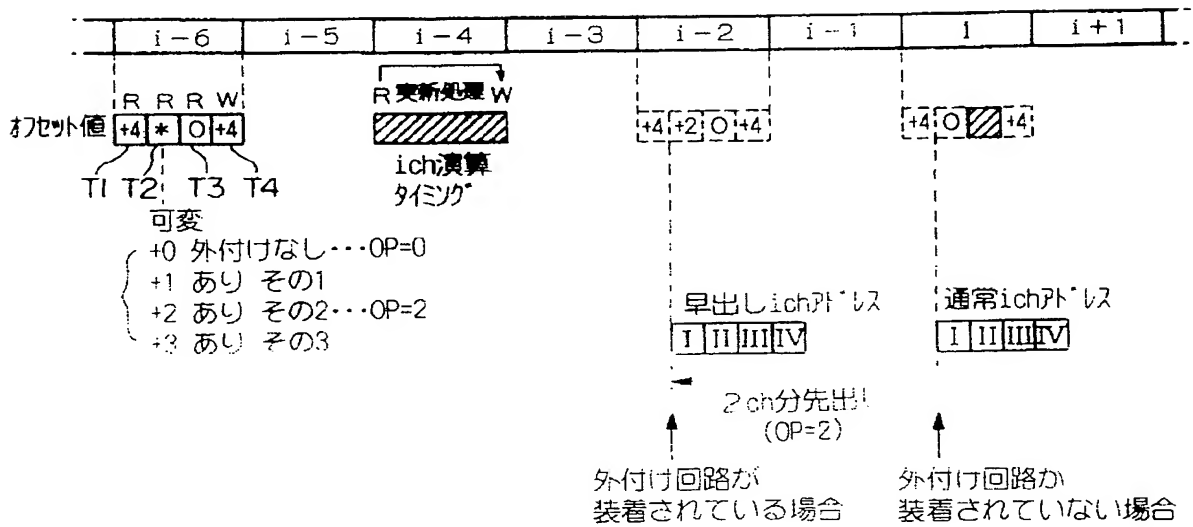 i-6 i-5 i-4 i-3 i-2 i-1 i i+1
R R R W
オフセット値 +4 * 0 +4
T1 T2 T3 T4
R 更新処理 W
ich演算
タイミング
+4 +2 0 +4
+4 0 +4
可変
+0 外付けなし・・・OP=0
+1 あり その1
+2 あり その2・・・OP=2
+3 あり その3
早出しichアドレス
I II III IV
通常ichアドレス
I II III IV
2ch分先出し
(OP=2)
外付け回路が
装着されている場合
外付け回路か
装着されていない場合